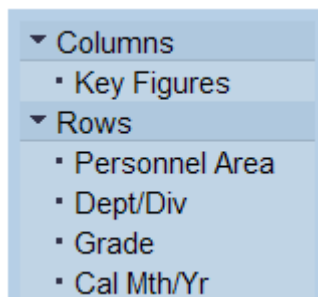 Columns
Key Figures
Rows
Personnel Area
Dept/Div
Grade
Cal Mth/Yr